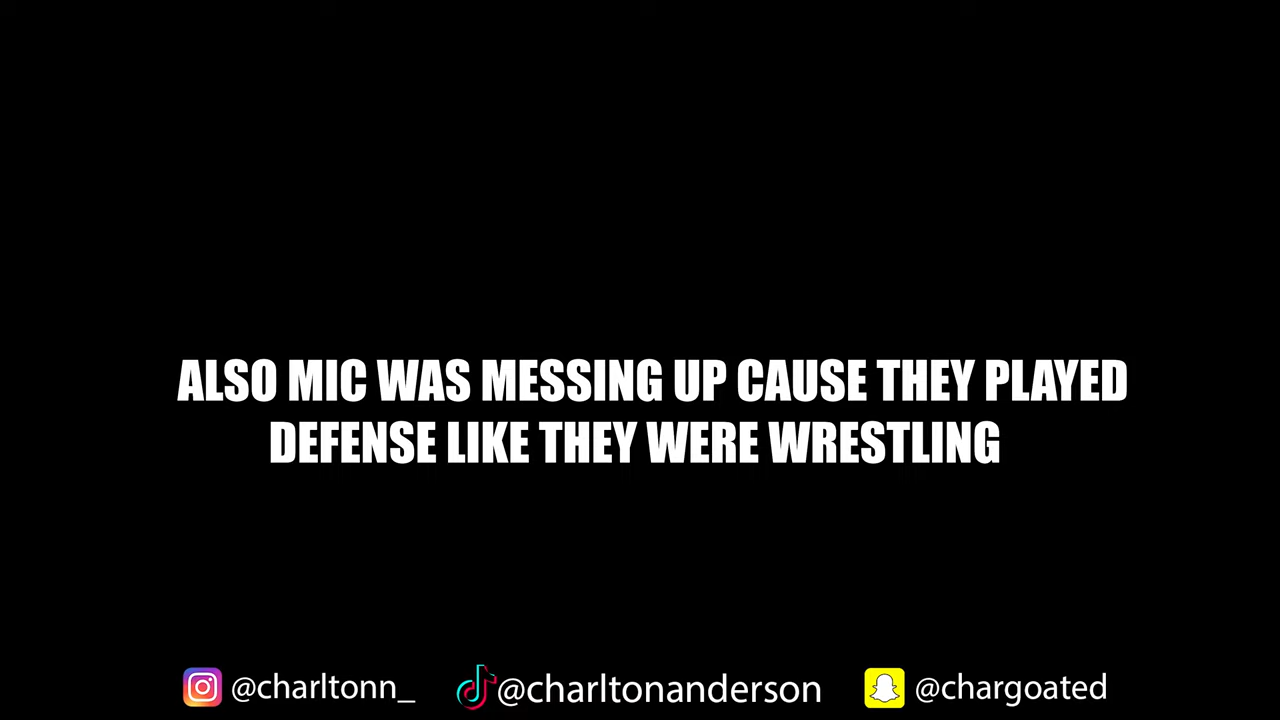 ALSO MIC WAS MESSING UP CAUSE THEY PLAYED
DEFENSE LIKE THEY WERE WRESTLING
@charltonn_ @charltonanderson @chargoated